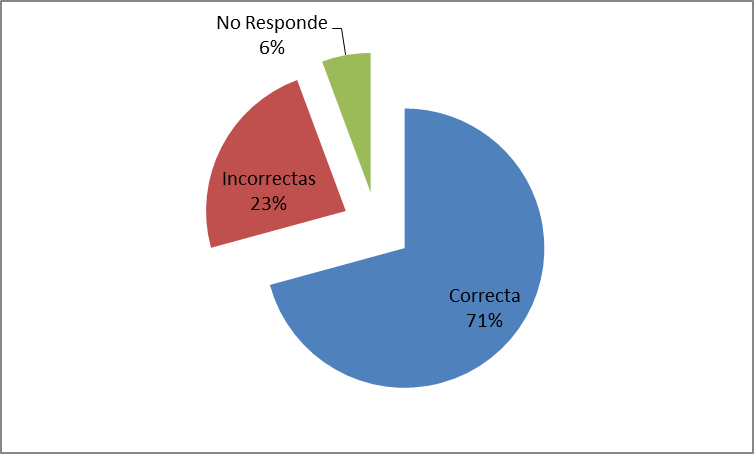 No Responde
6%
Incorrectas
23%
Correcta
71%